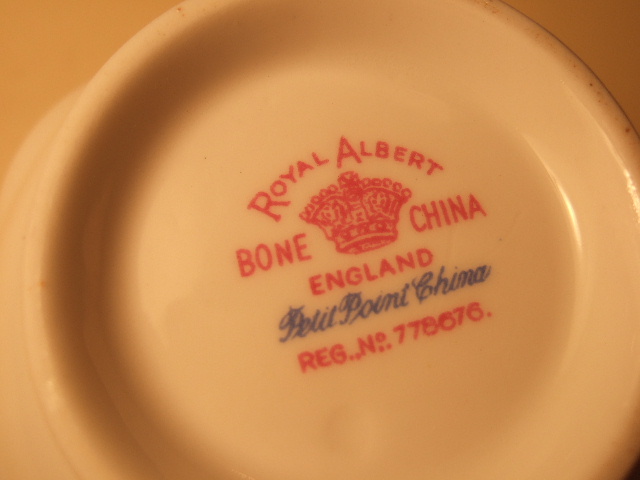 ROYAL ALBERT
BONE CHINA
ENGLAND
Petit Point China
REG., No. 778676.